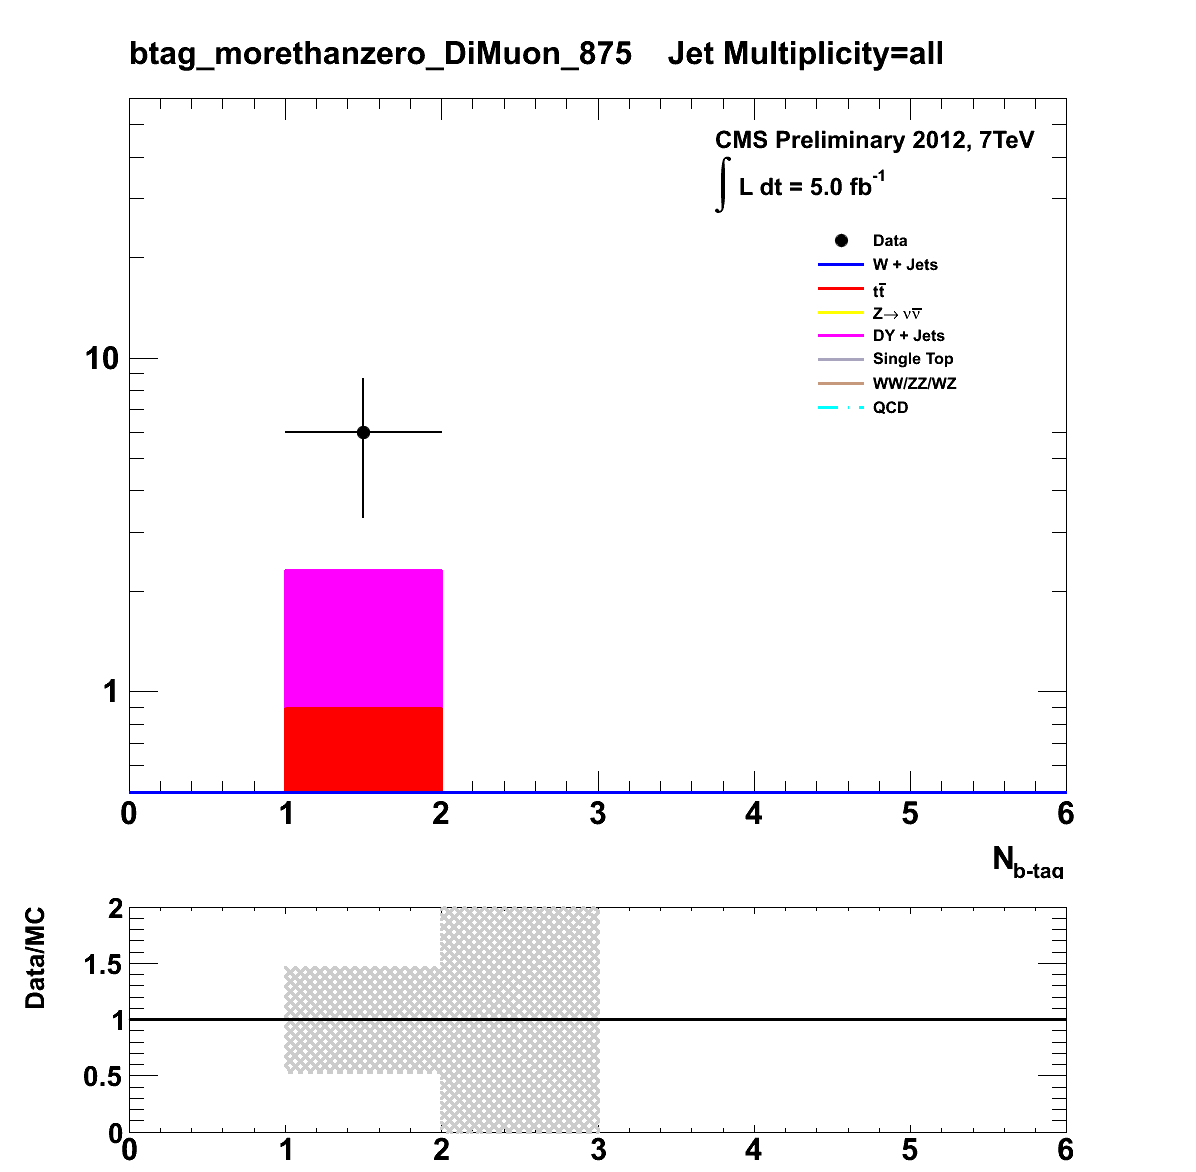 btag_morethanzero_DiMuon_875    Jet Multiplicity=all
CMS Preliminary 2012, 7TeV
∫ L dt = 5.0 fb⁻¹
Data
W + Jets
tt̅
Z→ νν̅
DY + Jets
Single Top
WW/ZZ/WZ
QCD
10
1
0 1 2 3 4 5 6
N_b-tag
Data/MC
2
1.5
1
0.5
0
0 1 2 3 4 5 6